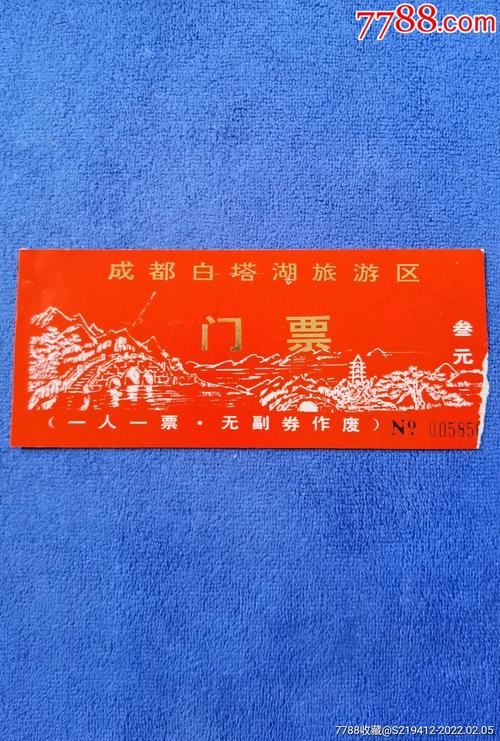 7788.com
成都白塔湖旅游区
门票
叁元
(一人一票·无副券作废) Nº 005850
7788收藏@S219412-2022.02.05